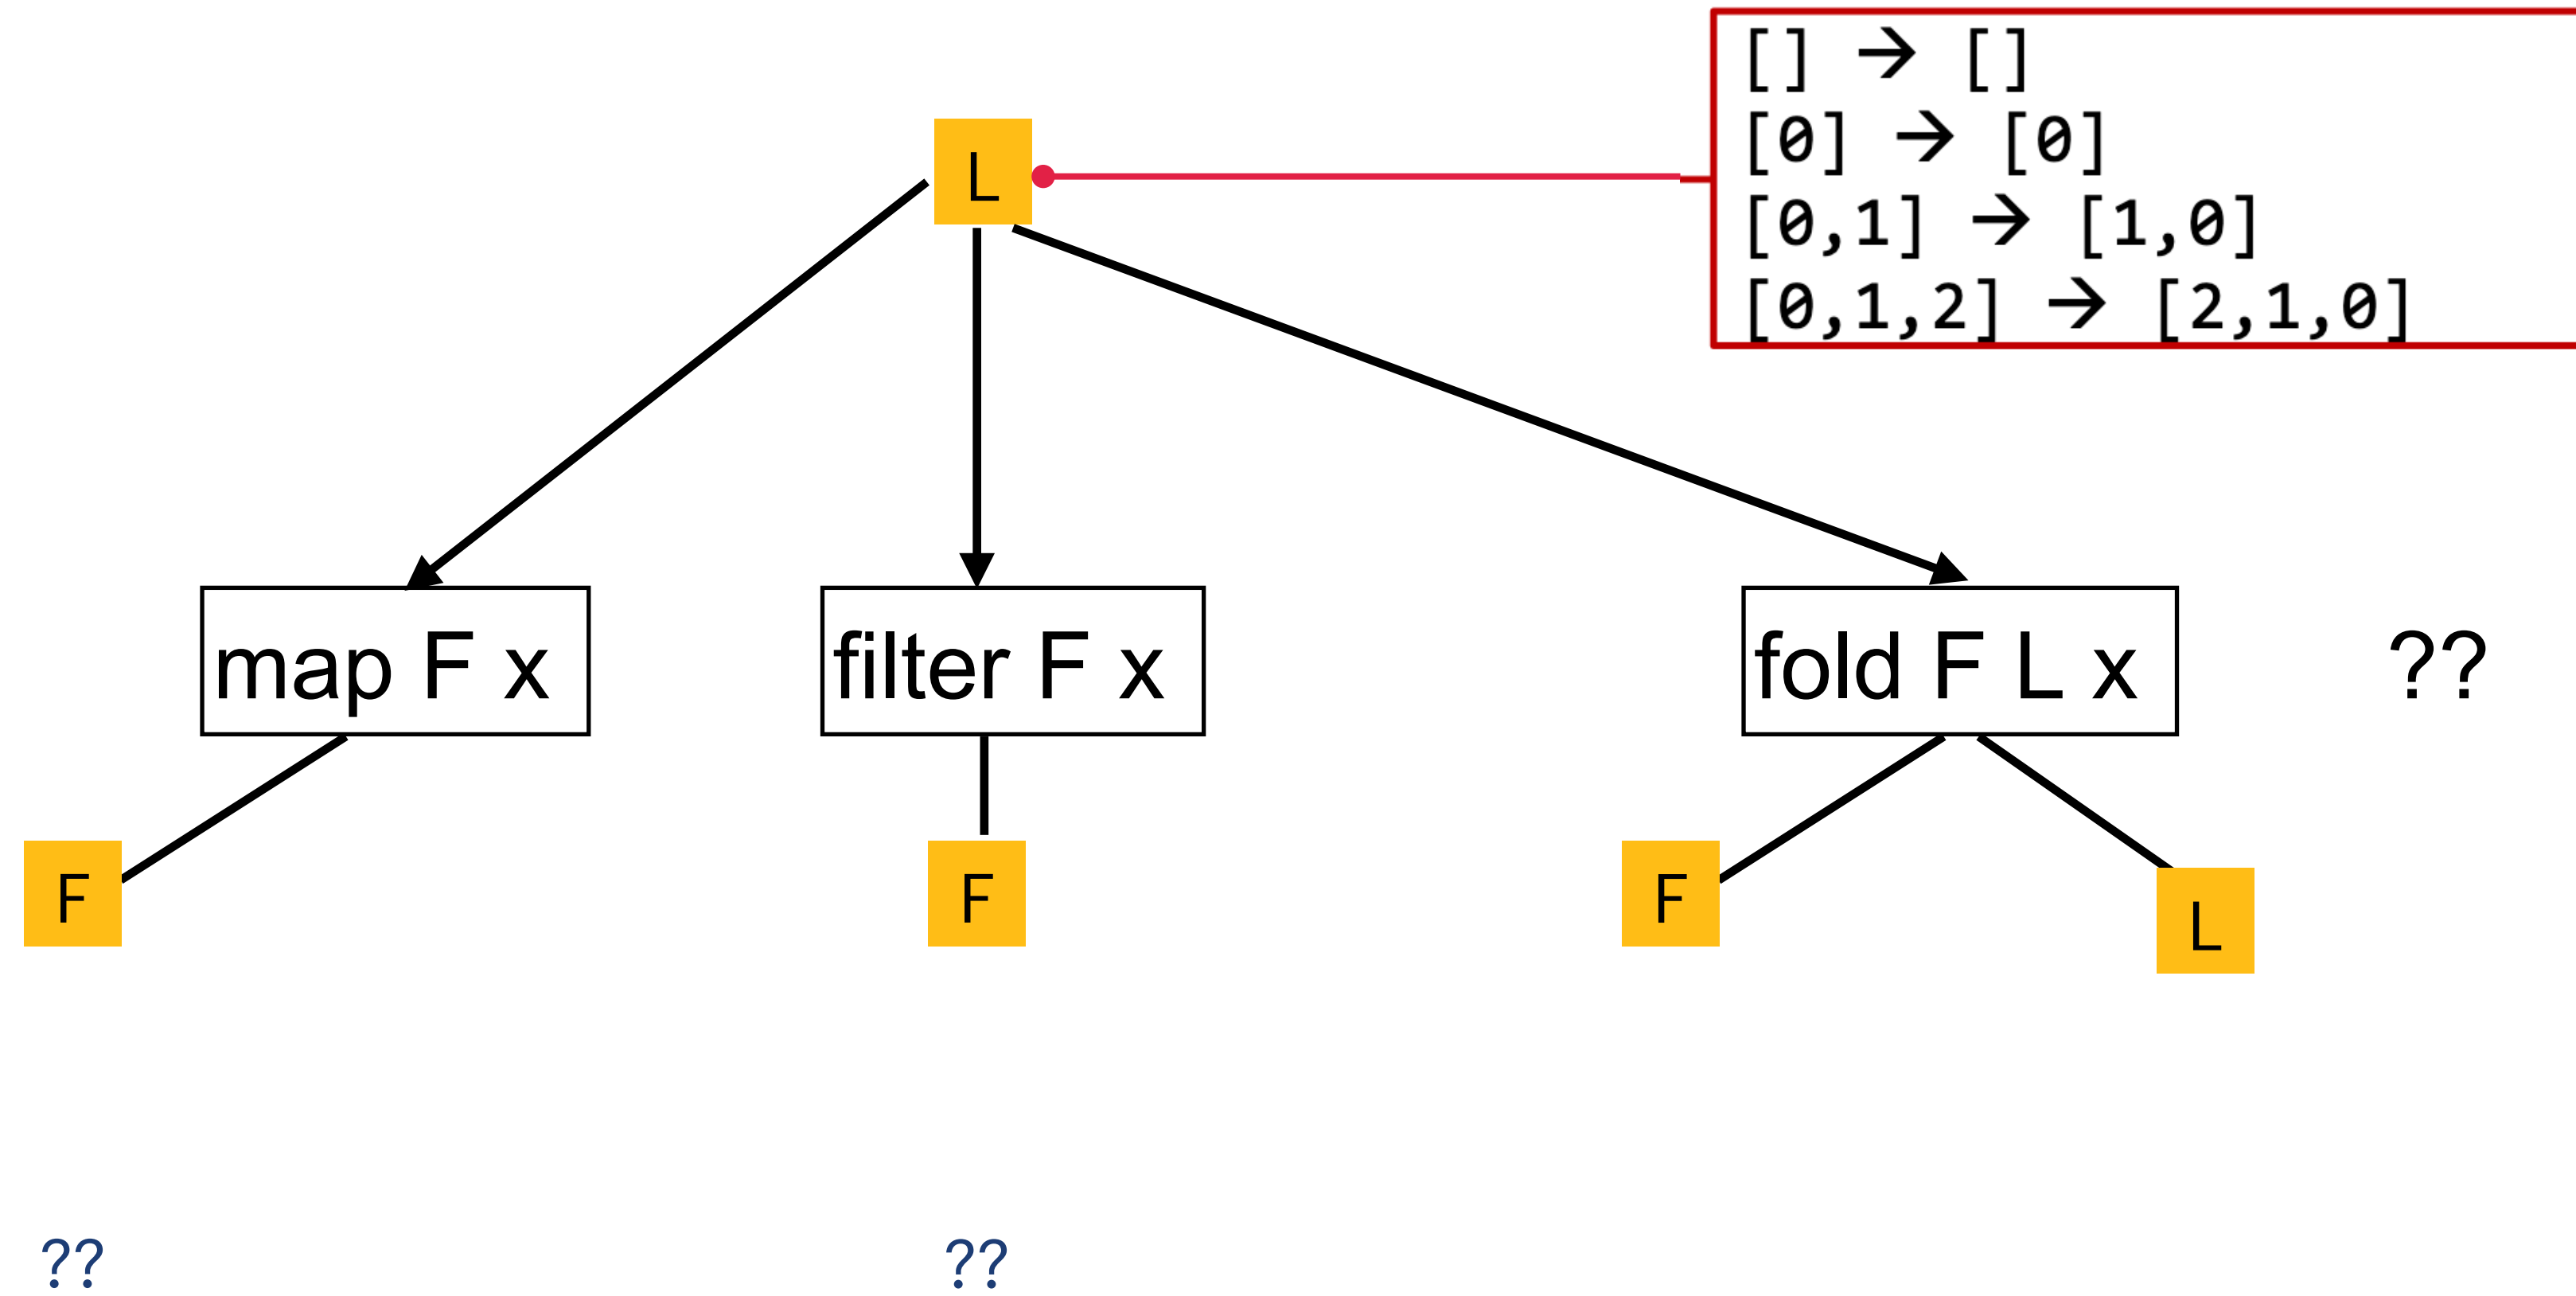 [] → []
[0] → [0]
[0,1] → [1,0]
[0,1,2] → [2,1,0]
L
map F x
filter F x
fold F L x
??
F
F
F
L
??
??